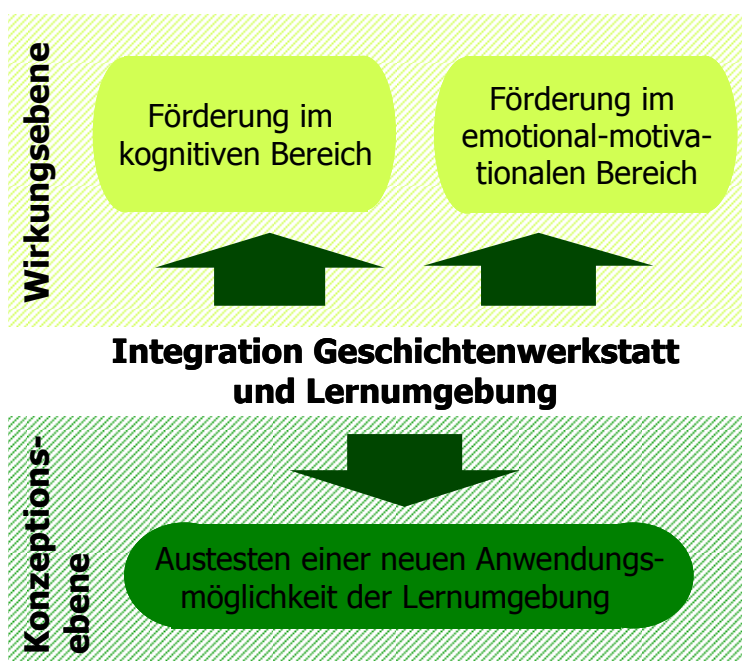 Wirkungsebene
Förderung im
kognitiven Bereich
Förderung im
emotional-motiva-
tionalen Bereich
Integration Geschichtenwerkstatt
und Lernumgebung
Konzeptions-
ebene
Austesten einer neuen Anwendungs-
möglichkeit der Lernumgebung